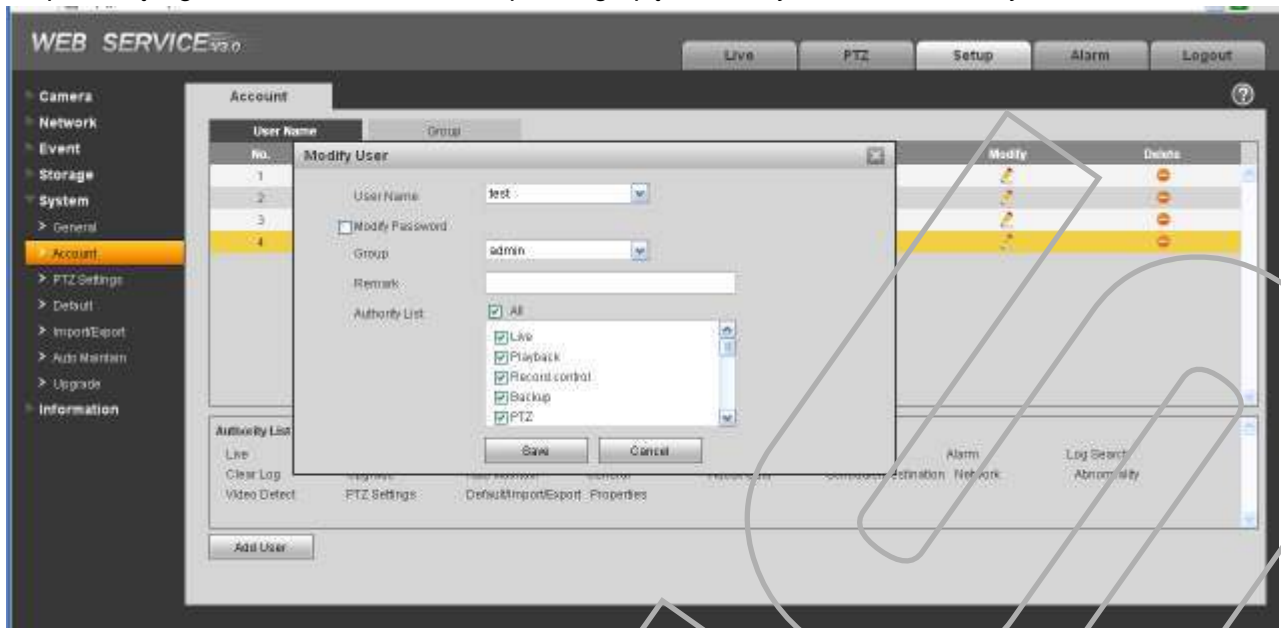 WEB SERVICE V3.0
Live
PTZ
Setup
Alarm
Logout
Camera
Network
Event
Storage
System
> General
> Account
> PTZ Settings
> Default
> Import/Export
> Auto Maintain
> Upgrade
Information
Account
User Name
Group
No.
Modify
Delete
1
2
3
4
Modify User
User Name
test
Modify Password
Group
admin
Remark
Authority List
All
Live
Playback
Record control
Backup
PTZ
Save
Cancel
Authority List
Live
Alarm
Log Search
Clear Log
Network
Abnormality
Video Detect
PTZ Settings
Default/Import/Export
Properties
Add User